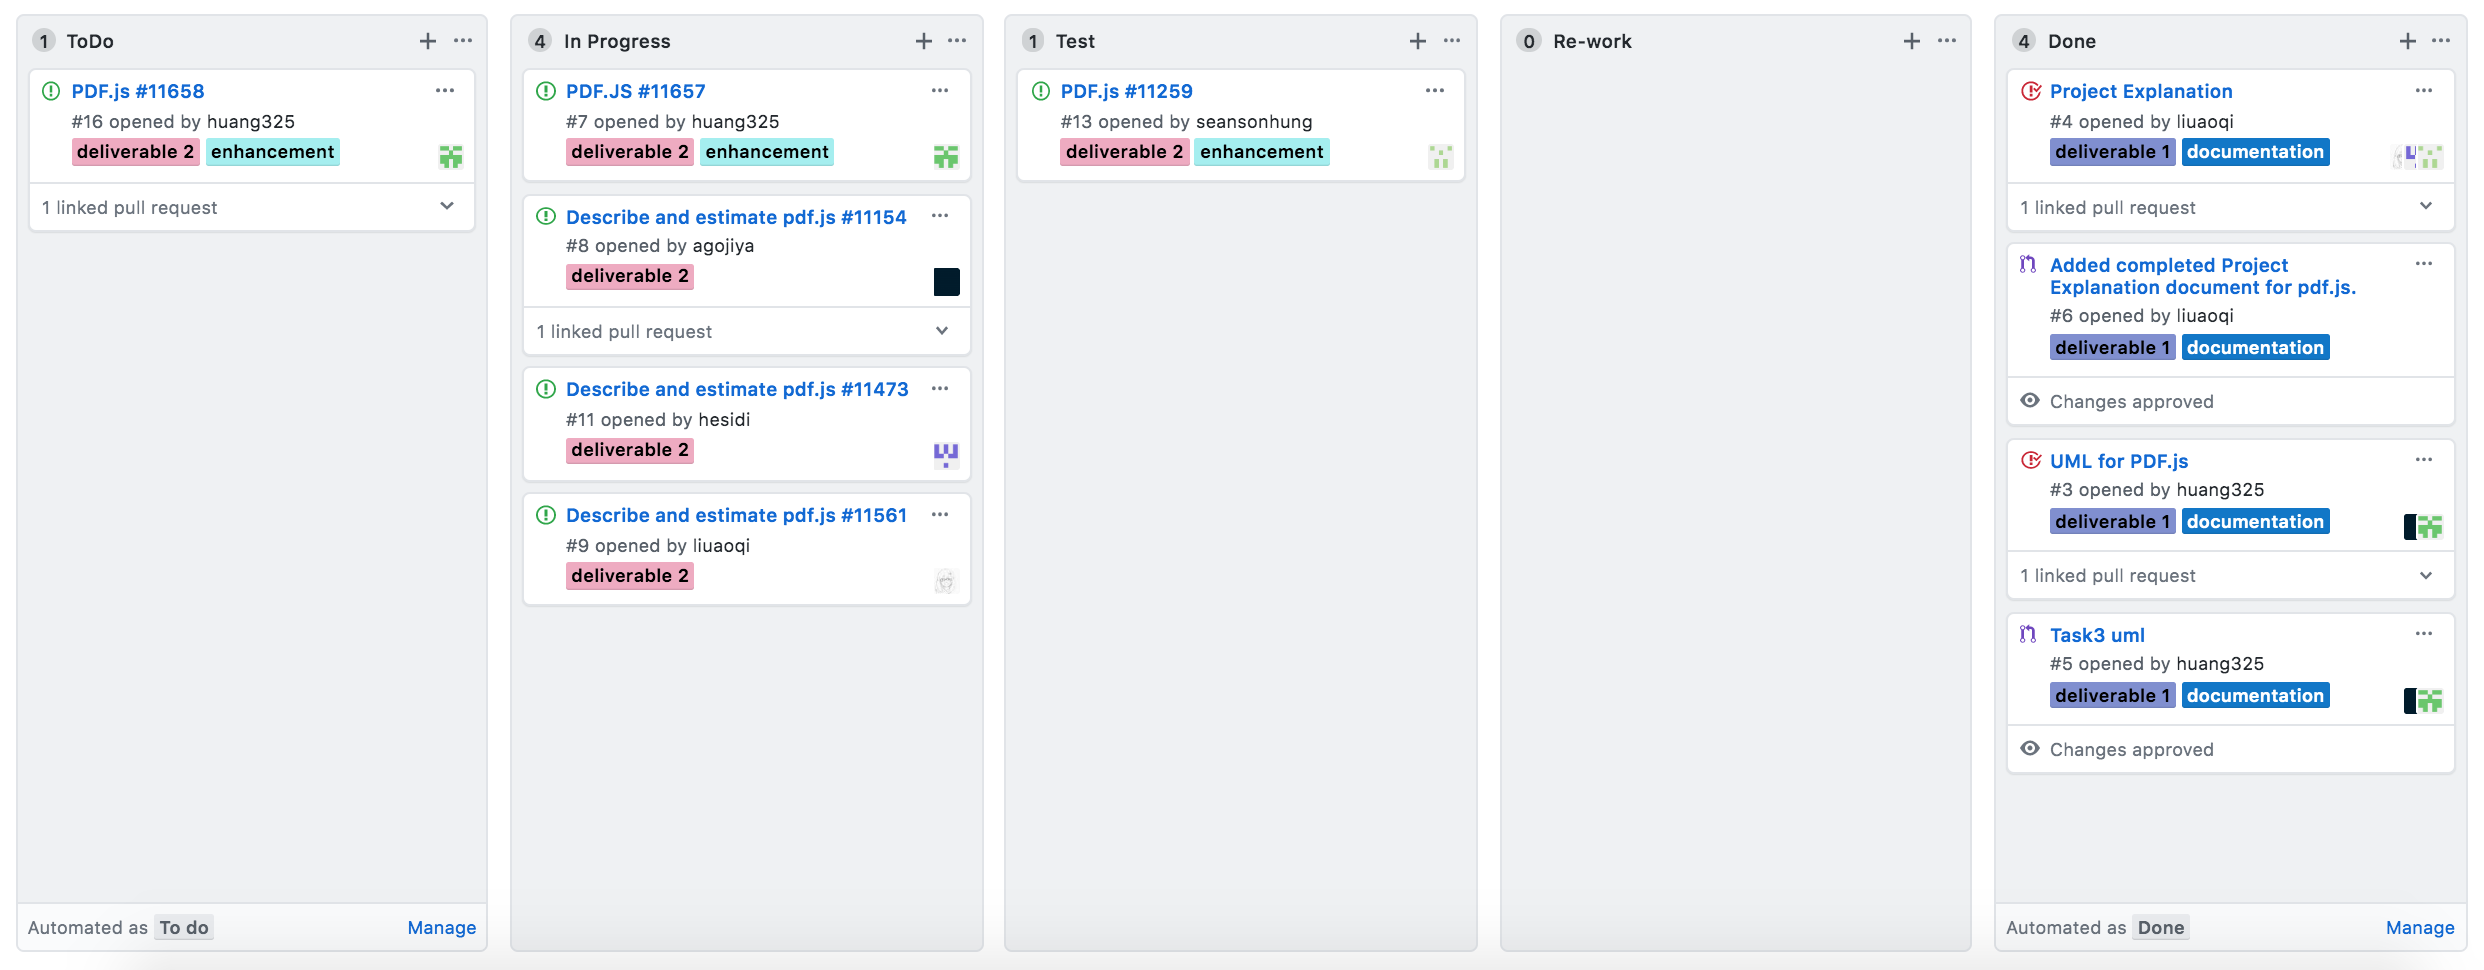 1 ToDo
PDF.js #11658
#16 opened by huang325
deliverable 2 enhancement
1 linked pull request
Automated as To do Manage
4 In Progress
PDF.JS #11657
#7 opened by huang325
deliverable 2 enhancement
Describe and estimate pdf.js #11154
#8 opened by agojiya
deliverable 2
1 linked pull request
Describe and estimate pdf.js #11473
#11 opened by hesidi
deliverable 2
Describe and estimate pdf.js #11561
#9 opened by liuaoqi
deliverable 2
1 Test
PDF.js #11259
#13 opened by seansonhung
deliverable 2 enhancement
0 Re-work
4 Done
Project Explanation
#4 opened by liuaoqi
deliverable 1 documentation
1 linked pull request
Added completed Project
Explanation document for pdf.js.
#6 opened by liuaoqi
deliverable 1 documentation
Changes approved
UML for PDF.js
#3 opened by huang325
deliverable 1 documentation
1 linked pull request
Task3 uml
#5 opened by huang325
deliverable 1 documentation
Changes approved
Automated as Done Manage